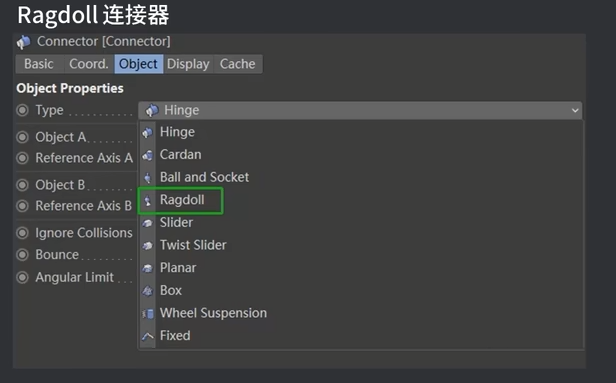 Ragdoll 连接器
Connector [Connector]
Basic Coord. Object Display Cache
Object Properties
Type . . . . . . . . . . . Hinge
Object A. . . . . . . .
Reference Axis A
Object B. . . . . . . .
Reference Axis B
Ignore Collisions
Bounce. . . . . . . . .
Angular Limit . . . .
Hinge
Cardan
Ball and Socket
Ragdoll
Slider
Twist Slider
Planar
Box
Wheel Suspension
Fixed